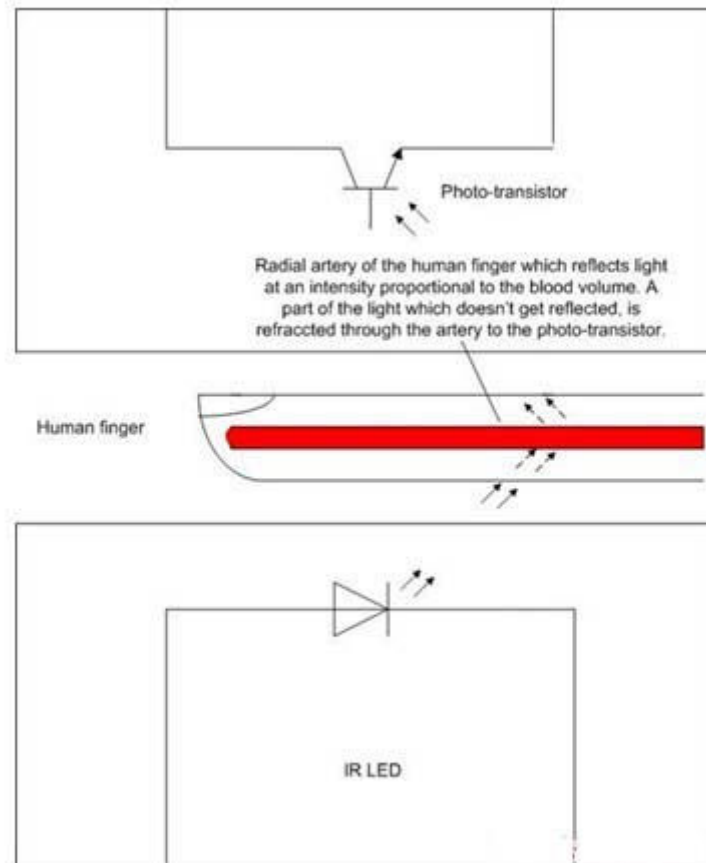 Photo-transistor
Radial artery of the human finger which reflects light
at an intensity proportional to the blood volume. A
part of the light which doesn't get reflected, is
refraccted through the artery to the photo-transistor.
Human finger
IR LED